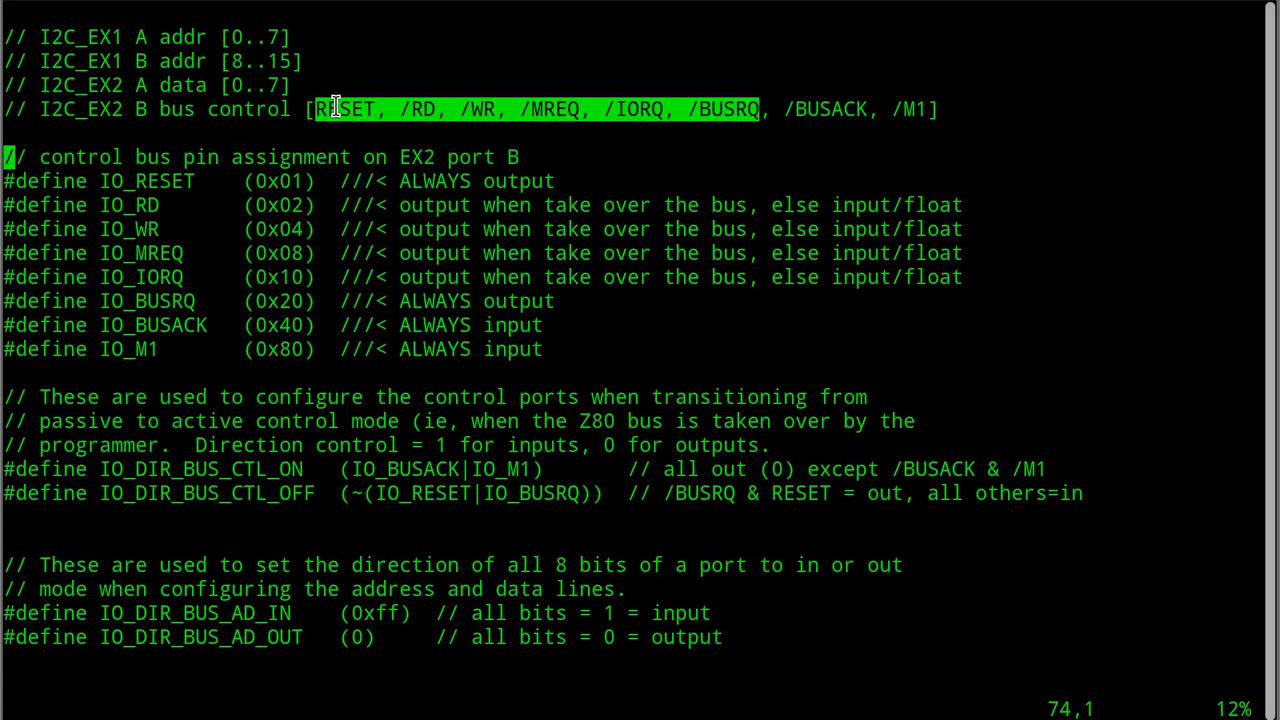 // I2C_EX1 A addr [0..7]
// I2C_EX1 B addr [8..15]
// I2C_EX2 A data [0..7]
// I2C_EX2 B bus control [RESET, /RD, /WR, /MREQ, /IORQ, /BUSRQ, /BUSACK, /M1]
// control bus pin assignment on EX2 port B
#define IO_RESET    (0x01)  ///< ALWAYS output
#define IO_RD       (0x02)  ///< output when take over the bus, else input/float
#define IO_WR       (0x04)  ///< output when take over the bus, else input/float
#define IO_MREQ     (0x08)  ///< output when take over the bus, else input/float
#define IO_IORQ     (0x10)  ///< output when take over the bus, else input/float
#define IO_BUSRQ    (0x20)  ///< ALWAYS output
#define IO_BUSACK   (0x40)  ///< ALWAYS input
#define IO_M1       (0x80)  ///< ALWAYS input
// These are used to configure the control ports when transitioning from
// passive to active control mode (ie, when the Z80 bus is taken over by the
// programmer.  Direction control = 1 for inputs, 0 for outputs.
#define IO_DIR_BUS_CTL_ON   (IO_BUSACK|IO_M1)       // all out (0) except /BUSACK & /M1
#define IO_DIR_BUS_CTL_OFF  (~(IO_RESET|IO_BUSRQ))  // /BUSRQ & RESET = out, all others=in
// These are used to set the direction of all 8 bits of a port to in or out
// mode when configuring the address and data lines.
#define IO_DIR_BUS_AD_IN    (0xff)  // all bits = 1 = input
#define IO_DIR_BUS_AD_OUT   (0)     // all bits = 0 = output
74,1          12%